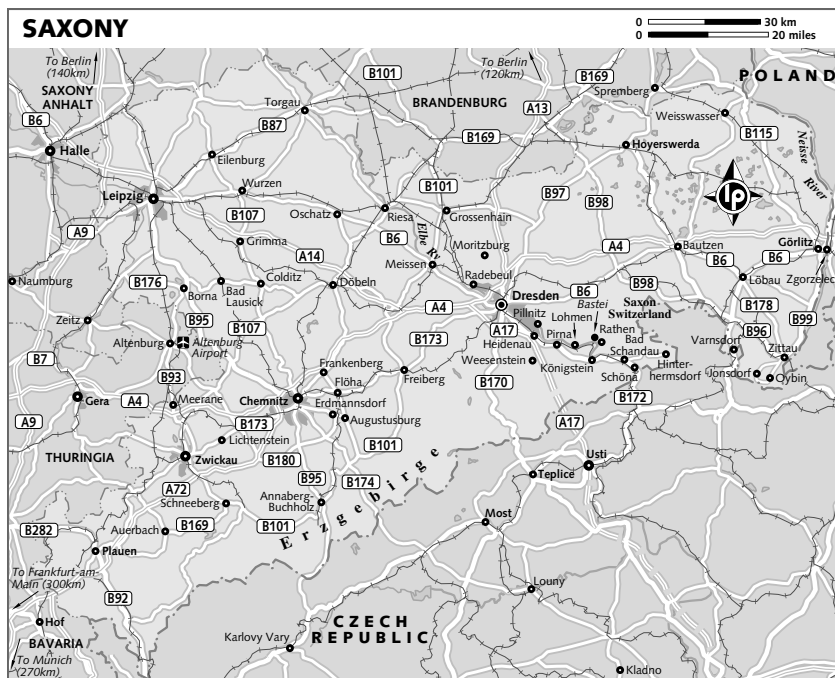 SAXONY
0 30 km
0 20 miles
To Berlin
(140km)
To Berlin
(120km)
POLAND
SAXONY
ANHALT
B101
B169
Spremberg
BRANDENBURG
A13
Torgau
Weisswasser
B6
B87
B169
B115
Neisse
River
Halle
Eilenburg
Hoyerswerda
lp
Wurzen
B101
B97
B98
Leipzig
B107
Oschatz
Riesa
Grossenhain
A9
Grimma
B6
Elbe Rv
Moritzburg
A4
Bautzen
Görlitz
A14
Meissen
B6
B6
Naumburg
B176
Borna
Bad
Lausick
Colditz
Döbeln
Radebeul
B6
B98
Löbau
Zgorzelec
Dresden
Bastei
Saxon
Switzerland
A4
Pillnitz
Lohmen
B178
Zeitz
B95
B107
B173
A17
Pirna
Rathen
B96
B99
Altenburg
Altenburg
Airport
Heidenau
Bad
Schandau
Varnsdorf
Zittau
B7
Frankenberg
Weesenstein
Königstein
Hinter-
hermsdorf
B93
Flöha
Freiberg
B170
Schöna
Jonsdorf
Oybin
Gera
A4
Meerane
Chemnitz
Erdmannsdorf
B172
A9
B173
Augustusburg
A17
Lichtenstein
B101
THURINGIA
Zwickau
B180
Usti
A72
B95
B174
Teplice
Schneeberg
Annaberg-
Buchholz
Erzgebirge
B282
Auerbach
B169
B101
Most
Plauen
To Frankfurt-am-
Main (300km)
B92
Louny
Hof
CZECH
REPUBLIC
BAVARIA
Karlovy Vary
To Munich
(270km)
Kladno